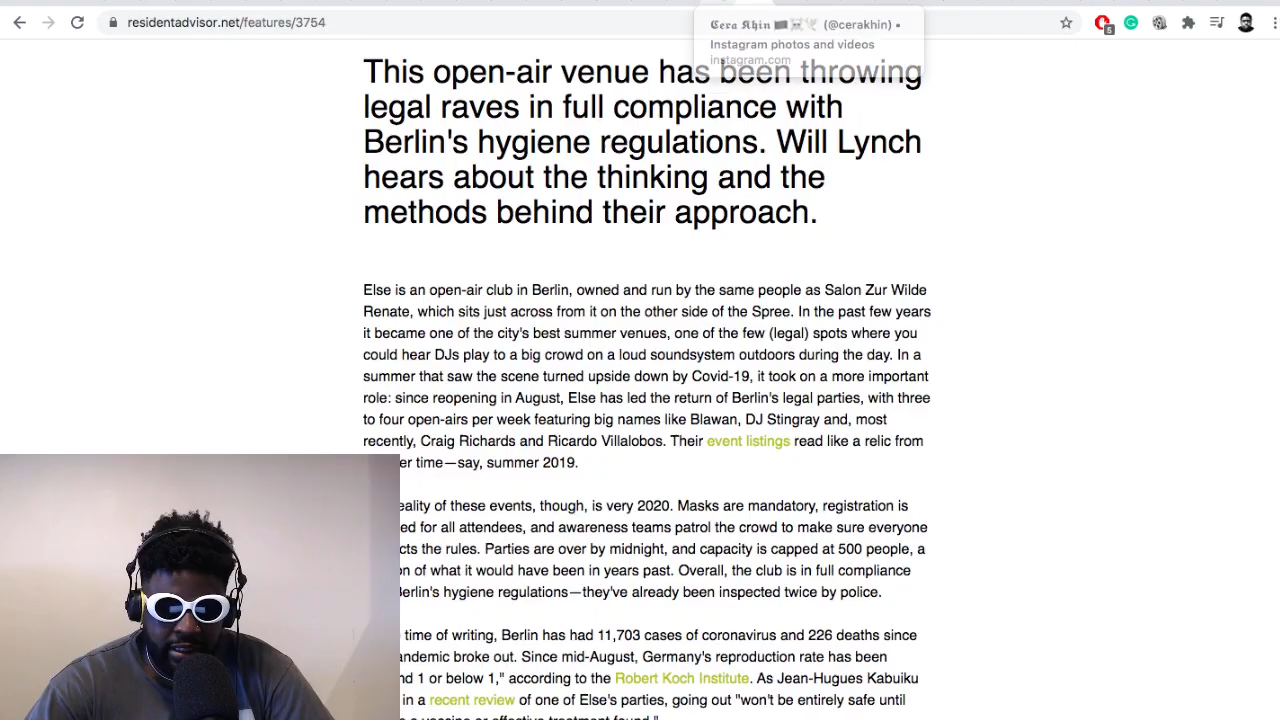 residentadvisor.net/features/3754
𝕮𝖊𝖗𝖆 𝕶𝖍𝖎𝖓 🏴☠️🕊 (@cerakhin) •
Instagram photos and videos
instagram.com
5
This open-air venue has been throwing
legal raves in full compliance with
Berlin's hygiene regulations. Will Lynch
hears about the thinking and the
methods behind their approach.
Else is an open-air club in Berlin, owned and run by the same people as Salon Zur Wilde
Renate, which sits just across from it on the other side of the Spree. In the past few years
it became one of the city's best summer venues, one of the few (legal) spots where you
could hear DJs play to a big crowd on a loud soundsystem outdoors during the day. In a
summer that saw the scene turned upside down by Covid-19, it took on a more important
role: since reopening in August, Else has led the return of Berlin's legal parties, with three
to four open-airs per week featuring big names like Blawan, DJ Stingray and, most
recently, Craig Richards and Ricardo Villalobos. Their event listings read like a relic from
er time—say, summer 2019.
eality of these events, though, is very 2020. Masks are mandatory, registration is
ed for all attendees, and awareness teams patrol the crowd to make sure everyone
cts the rules. Parties are over by midnight, and capacity is capped at 500 people, a
n of what it would have been in years past. Overall, the club is in full compliance
Berlin's hygiene regulations—they've already been inspected twice by police.
time of writing, Berlin has had 11,703 cases of coronavirus and 226 deaths since
andemic broke out. Since mid-August, Germany's reproduction rate has been
nd 1 or below 1," according to the Robert Koch Institute. As Jean-Hugues Kabuiku
in a recent review of one of Else's parties, going out "won't be entirely safe until
a vaccine or effective treatment found."